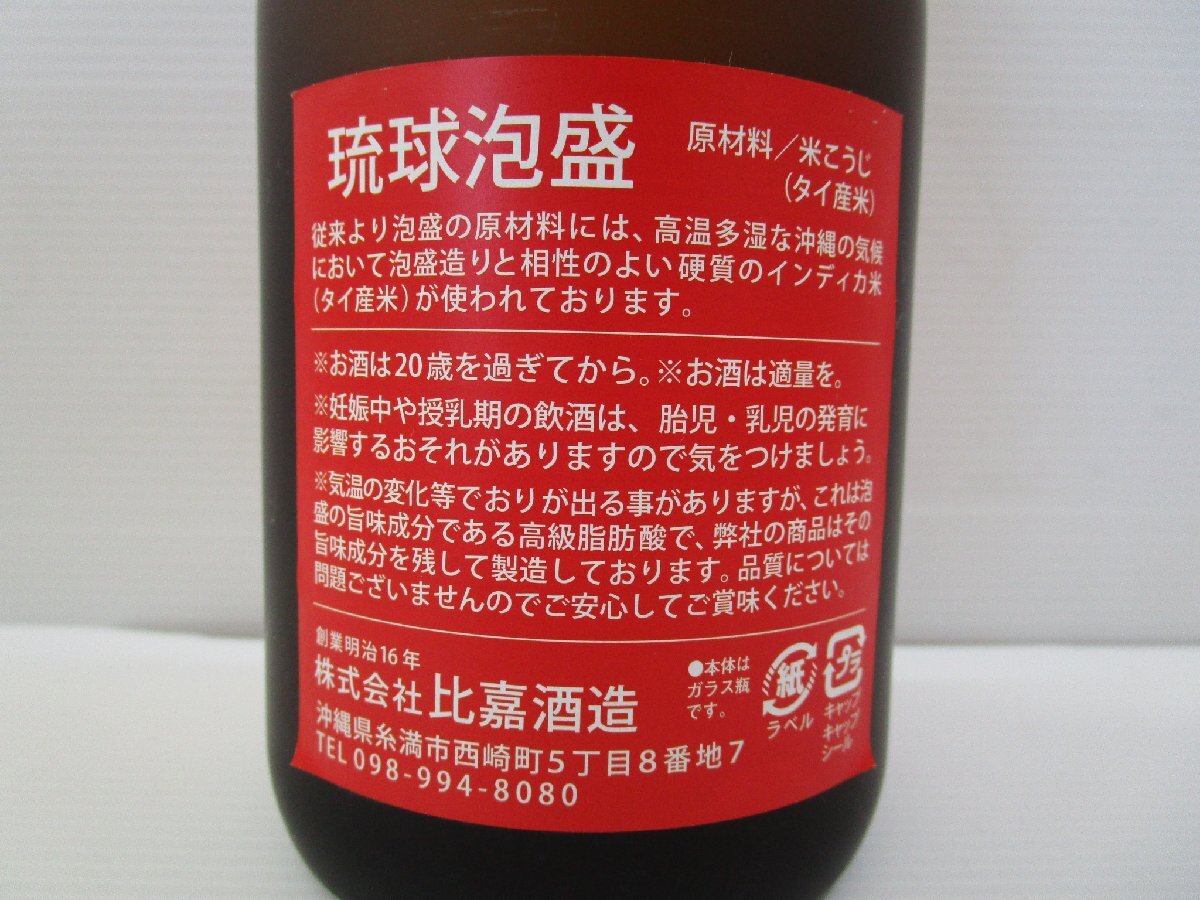 琉球泡盛
原材料／米こうじ
(タイ産米)
従来より泡盛の原材料には、高温多湿な沖縄の気候
において泡盛造りと相性のよい硬質のインディカ米
(タイ産米)が使われております。
※お酒は20歳を過ぎてから。※お酒は適量を。
※妊娠中や授乳期の飲酒は、胎児・乳児の発育に
影響するおそれがありますので気をつけましょう。
※気温の変化等でおりが出る事がありますが、これは泡
盛の旨味成分である高級脂肪酸で、弊社の商品はその
旨味成分を残して製造しております。品質については
問題ございませんのでご安心してご賞味ください。
創業明治16年
株式会社 比嘉酒造
沖縄県糸満市西崎町5丁目8番地7
TEL 098-994-8080
●本体は
ガラス瓶
です。
紙
ラベル
プラ
キャップ
キャップ
シール